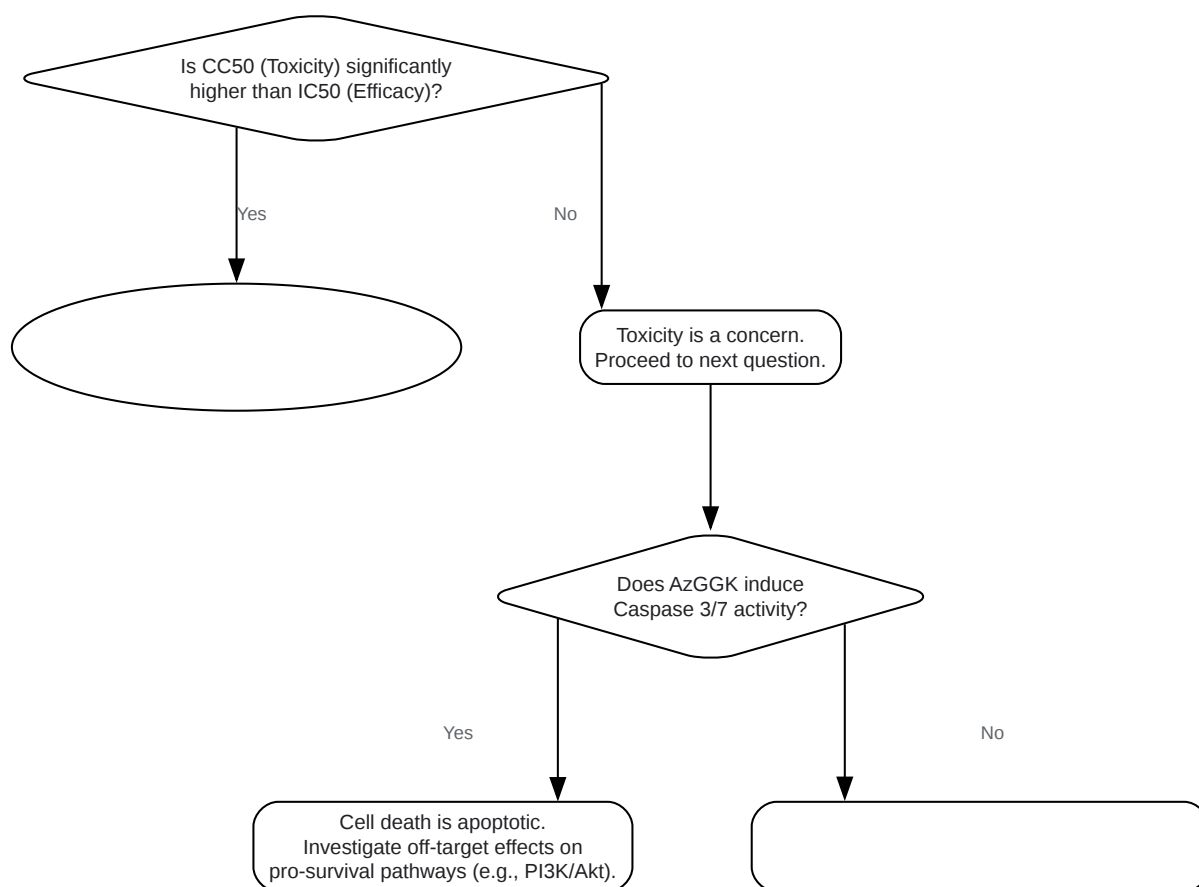 Is CC50 (Toxicity) significantly
higher than IC50 (Efficacy)?
Yes
No
Toxicity is a concern.
Proceed to next question.
Does AzGGK induce
Caspase 3/7 activity?
Yes
No
Cell death is apoptotic.
Investigate off-target effects on
pro-survival pathways (e.g., PI3K/Akt).